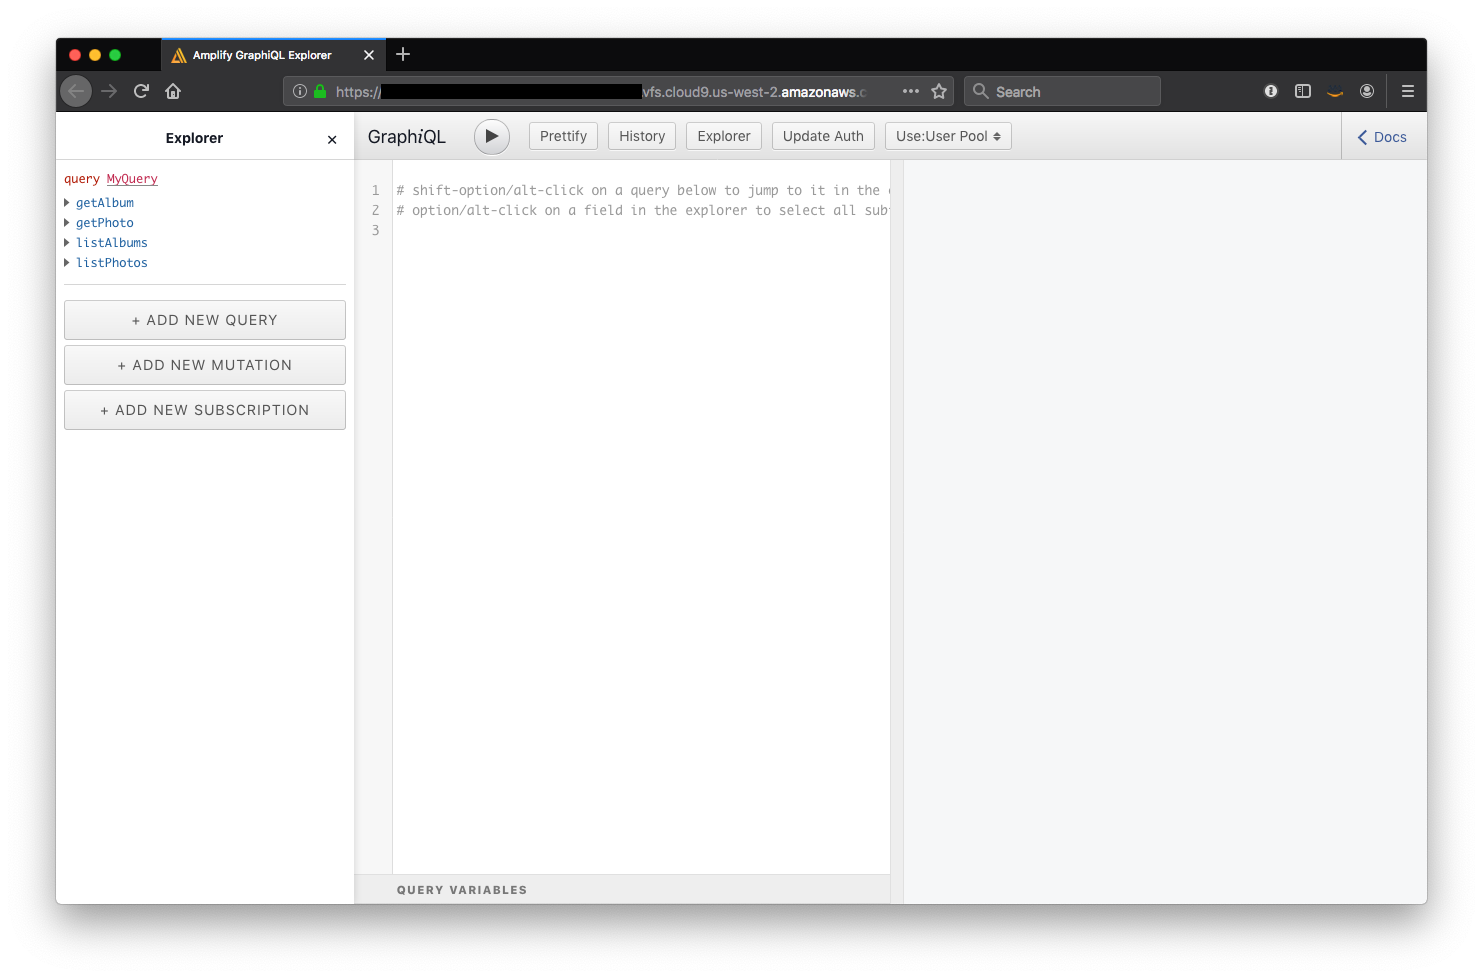 Amplify GraphiQL Explorer
https:// vfs.cloud9.us-west-2.amazonaws.c
Search
Explorer
GraphiQL
Prettify
History
Explorer
Update Auth
Use:User Pool
Docs
query MyQuery
getAlbum
getPhoto
listAlbums
listPhotos
+ ADD NEW QUERY
+ ADD NEW MUTATION
+ ADD NEW SUBSCRIPTION
1 # shift-option/alt-click on a query below to jump to it in the
2 # option/alt-click on a field in the explorer to select all sub
3
QUERY VARIABLES